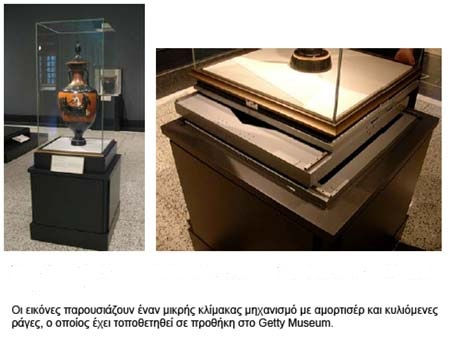 Οι εικόνες παρουσιάζουν έναν μικρής κλίμακας μηχανισμό με αμορτισέρ και κυλιόμενες
ράγες, ο οποίος έχει τοποθετηθεί σε προθήκη στο Getty Museum.